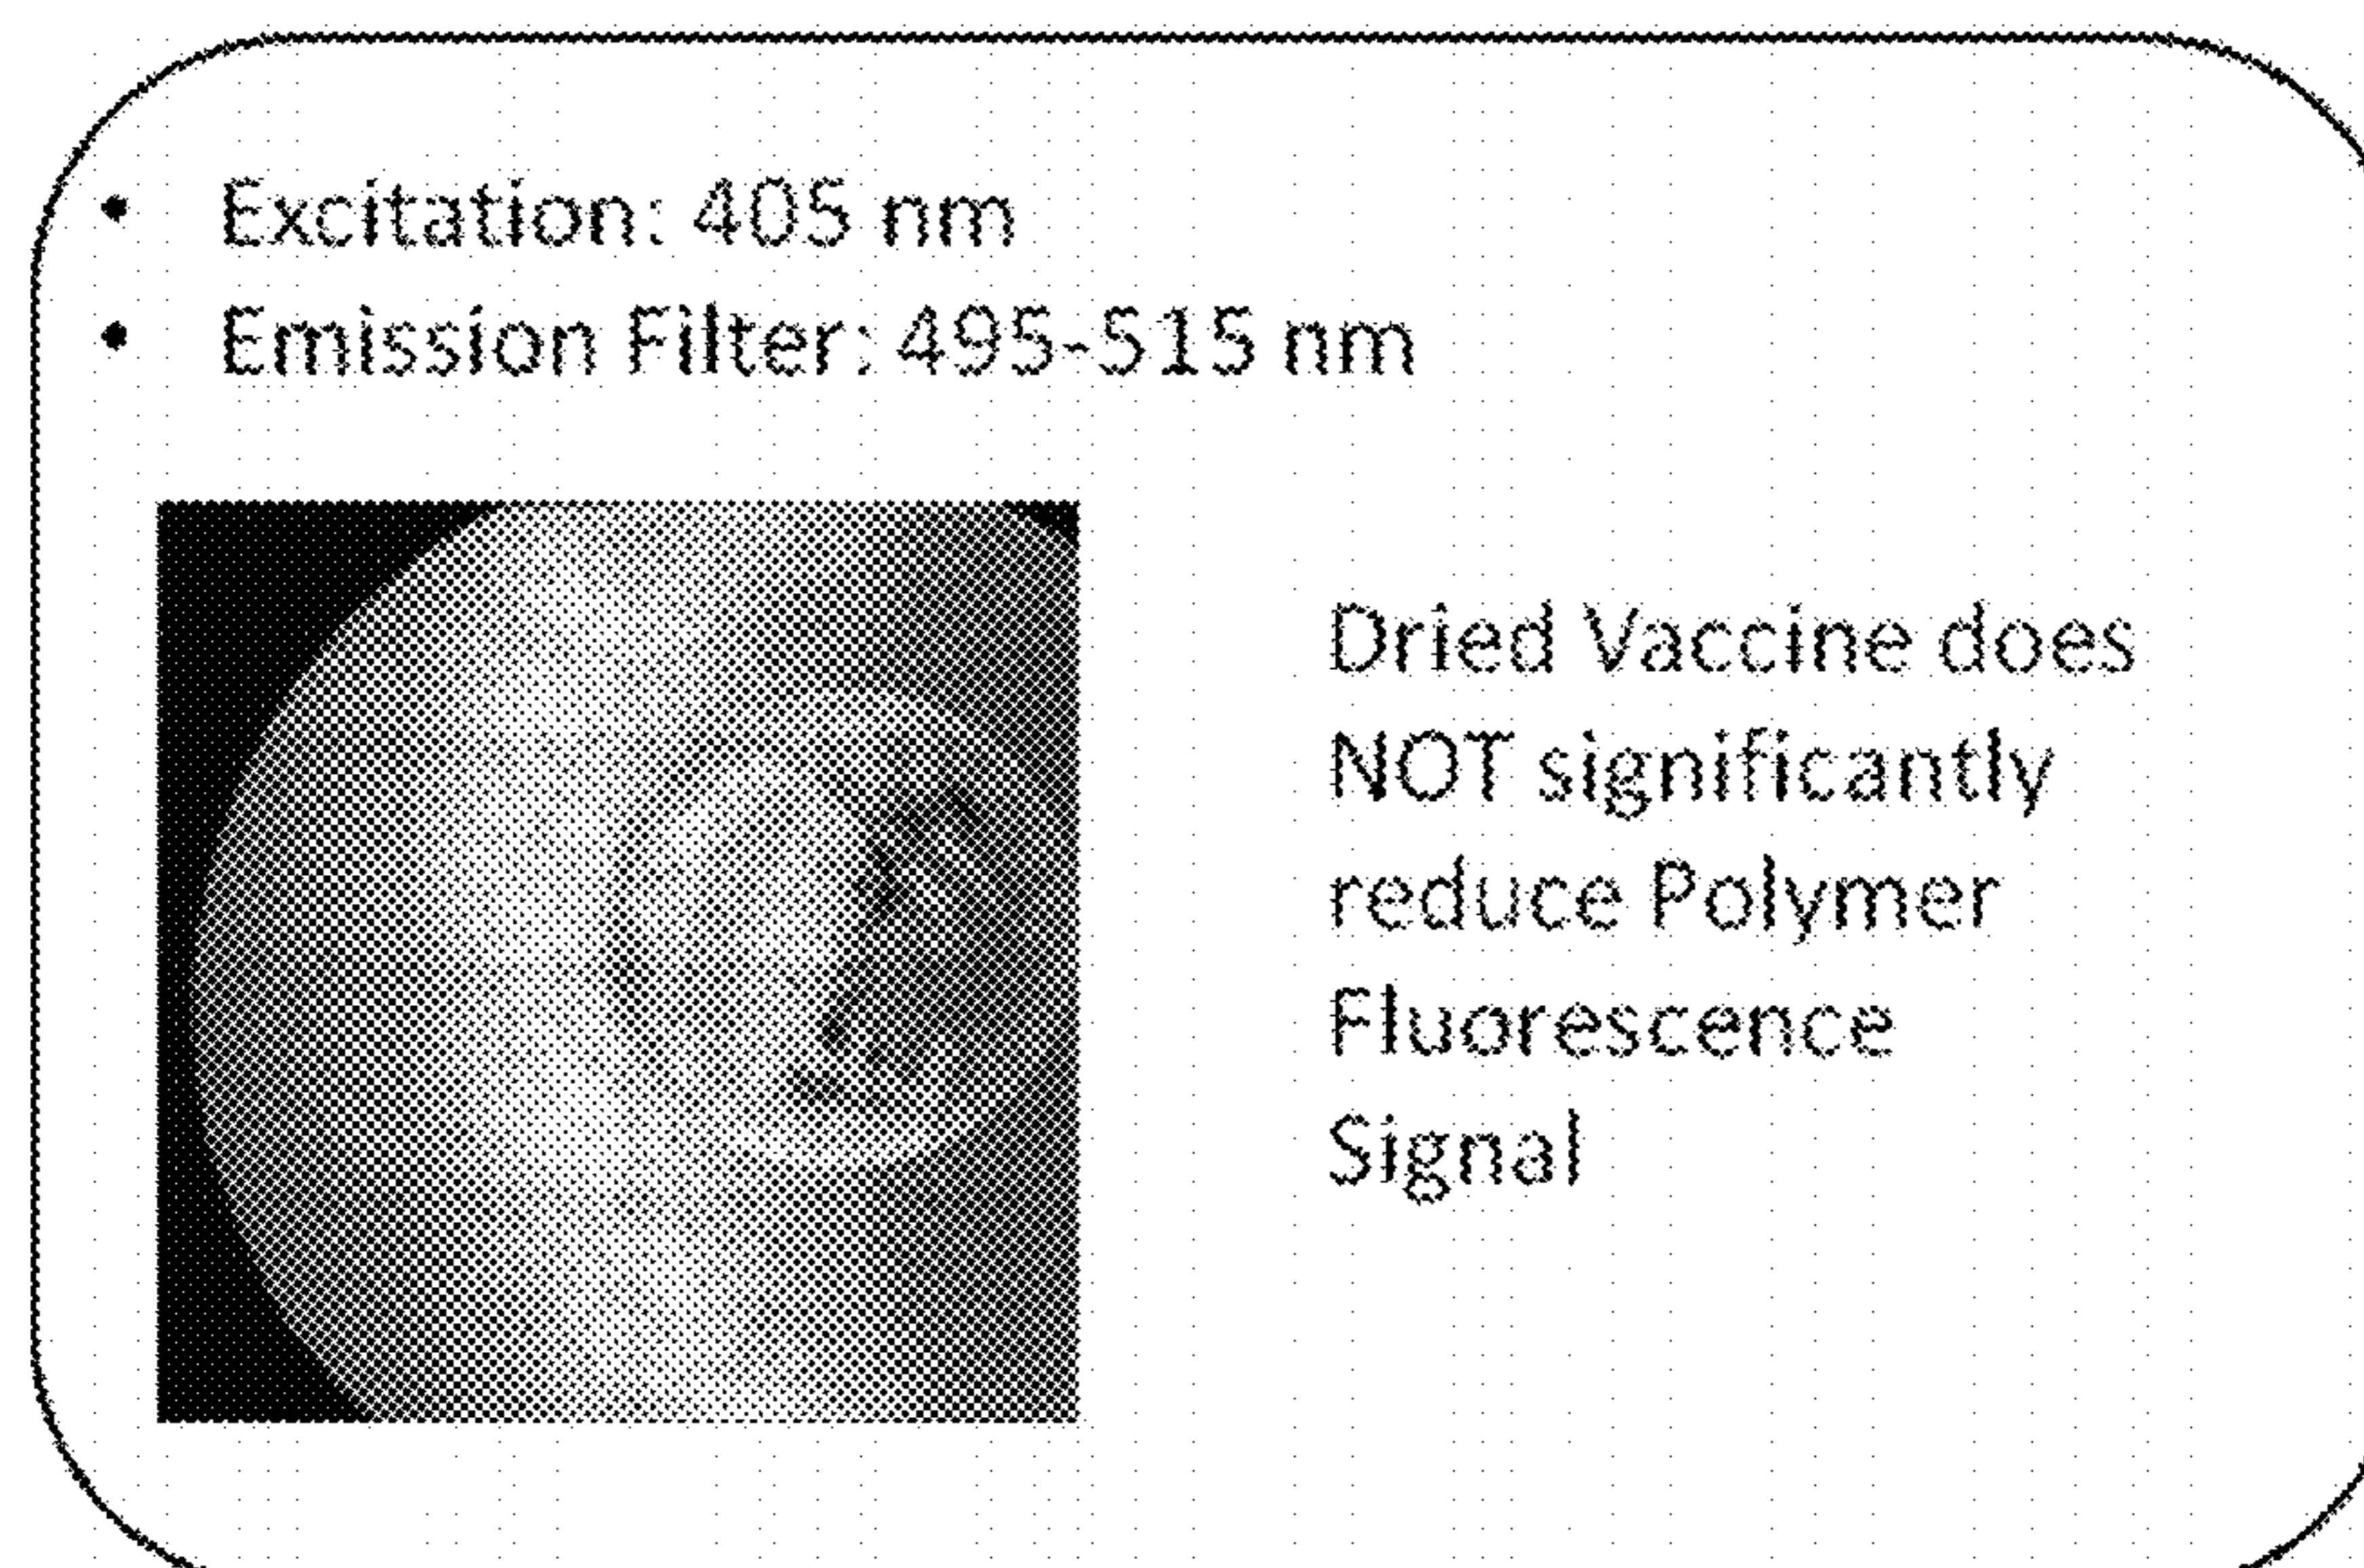 • Excitation: 405 nm
• Emission Filter: 495-515 nm
Dried Vaccine does
NOT significantly
reduce Polymer
Fluorescence
Signal